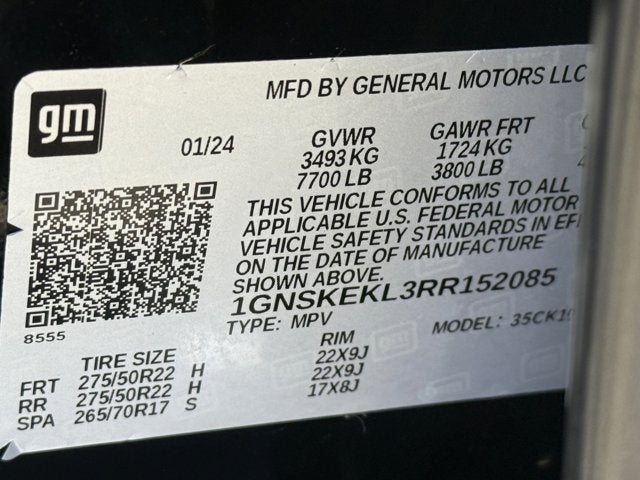 MFD BY GENERAL MOTORS LLC
gm
01/24
GVWR
3493 KG
7700 LB
GAWR FRT
1724 KG
3800 LB
THIS VEHICLE CONFORMS TO ALL
APPLICABLE U.S. FEDERAL MOTOR
VEHICLE SAFETY STANDARDS IN
ON THE DATE OF MANUFACTURE
SHOWN ABOVE.
1GNSKEKL3RR152085
TYPE: MPV
MODEL:
8555
TIRE SIZE RIM
FRT 275/50R22 H 22X9J
RR 275/50R22 H 22X9J
SPA 265/70R17 S 17X8J